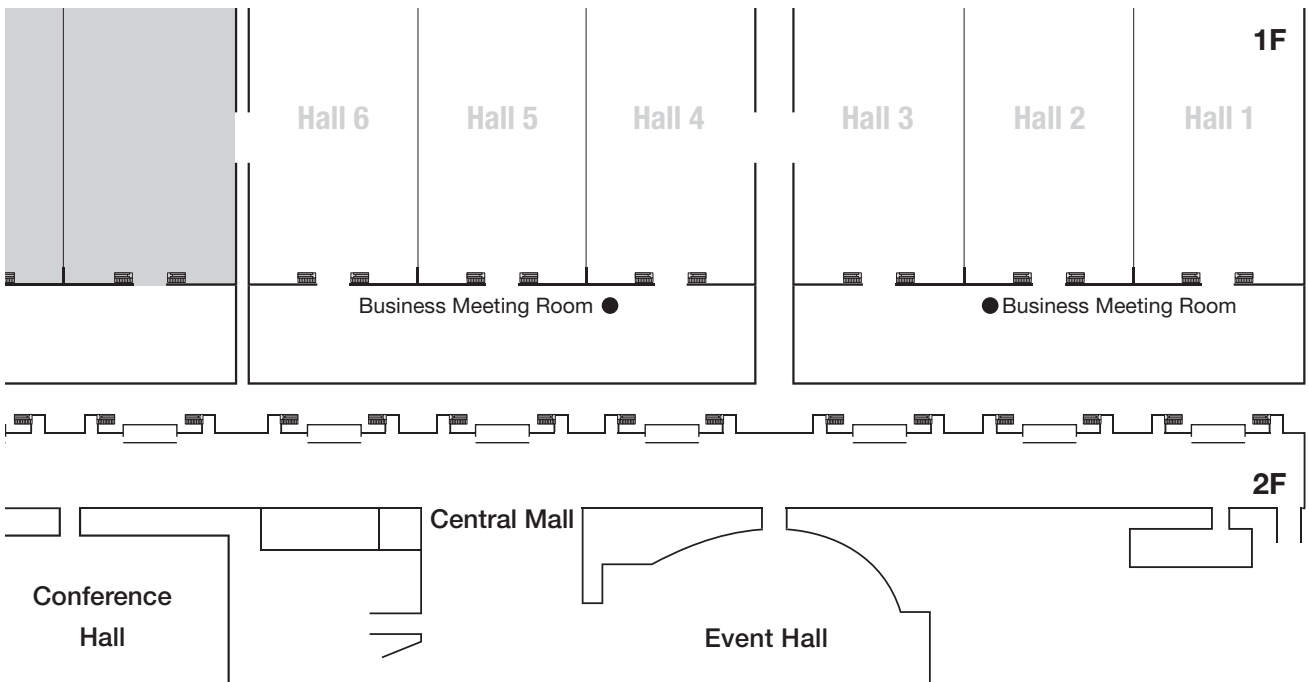 1F
Hall 6
Hall 5
Hall 4
Hall 3
Hall 2
Hall 1
Business Meeting Room
Business Meeting Room
2F
Central Mall
Conference
Hall
Event Hall